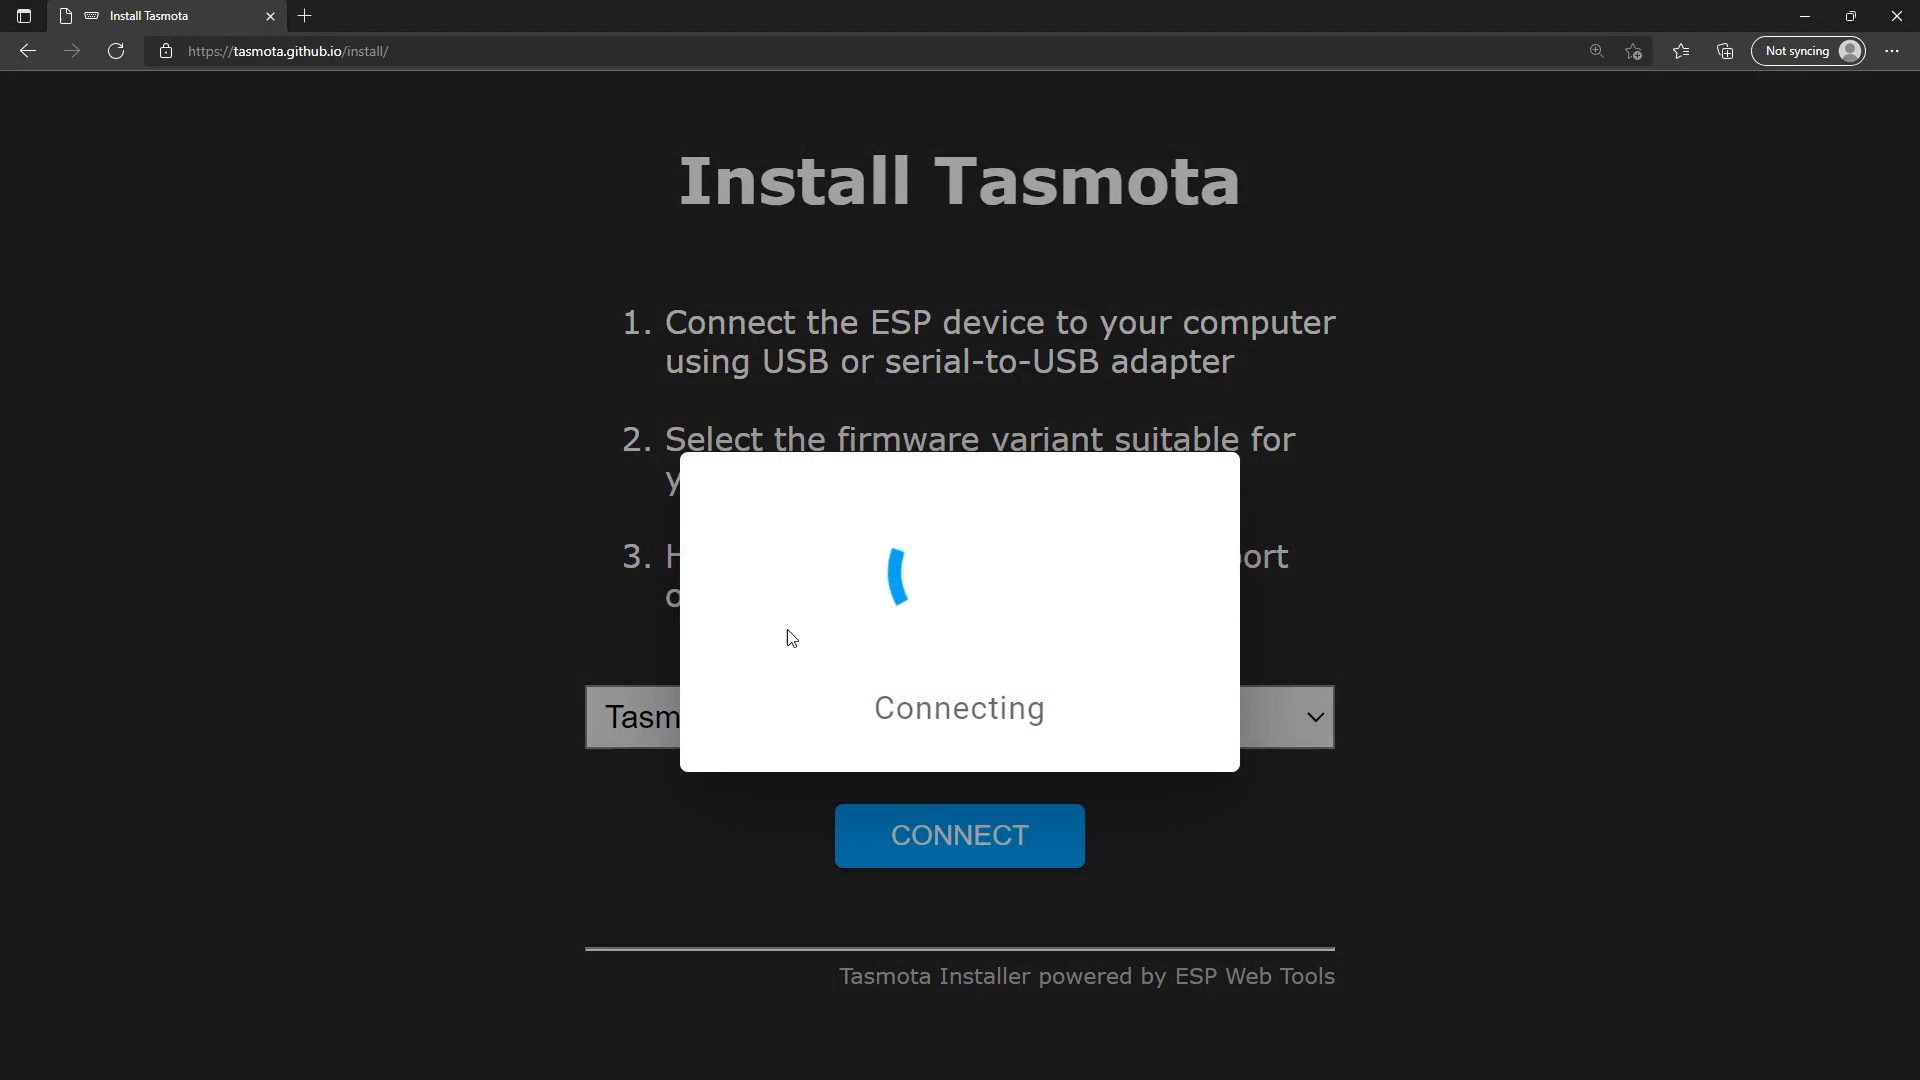 Install Tasmota
https://tasmota.github.io/install/
Not syncing
Install Tasmota
1. Connect the ESP device to your computer
using USB or serial-to-USB adapter
2. Select the firmware variant suitable for
3.
Connecting
CONNECT
Tasmota Installer powered by ESP Web Tools